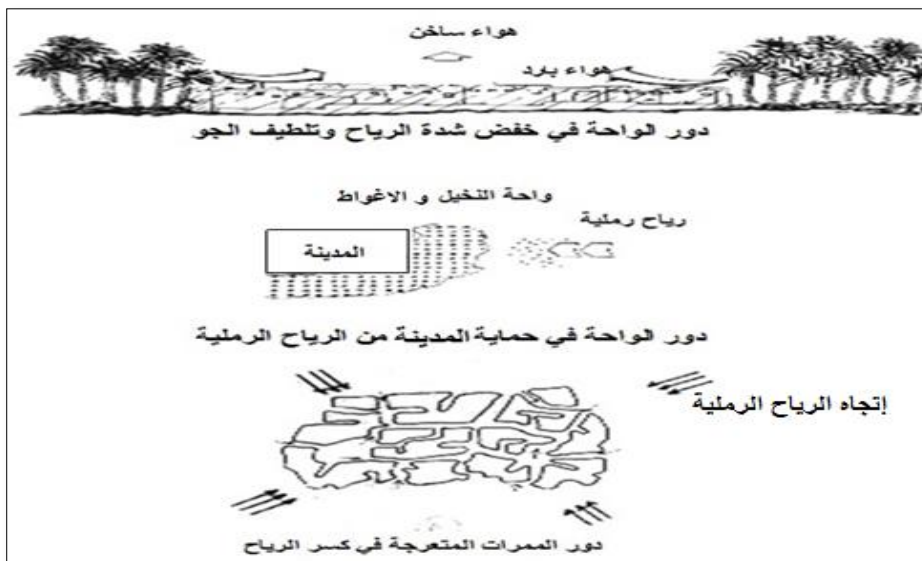 هواء ساخن
هواء بارد
دور الواحة في خفض شدة الرياح وتلطيف الجو
واحة النخيل و الاغواط
رياح رملية
المدينة
دور الواحة في حماية المدينة من الرياح الرملية
إتجاه الرياح الرملية
دور الممرات المتعرجة في كسر الرياح